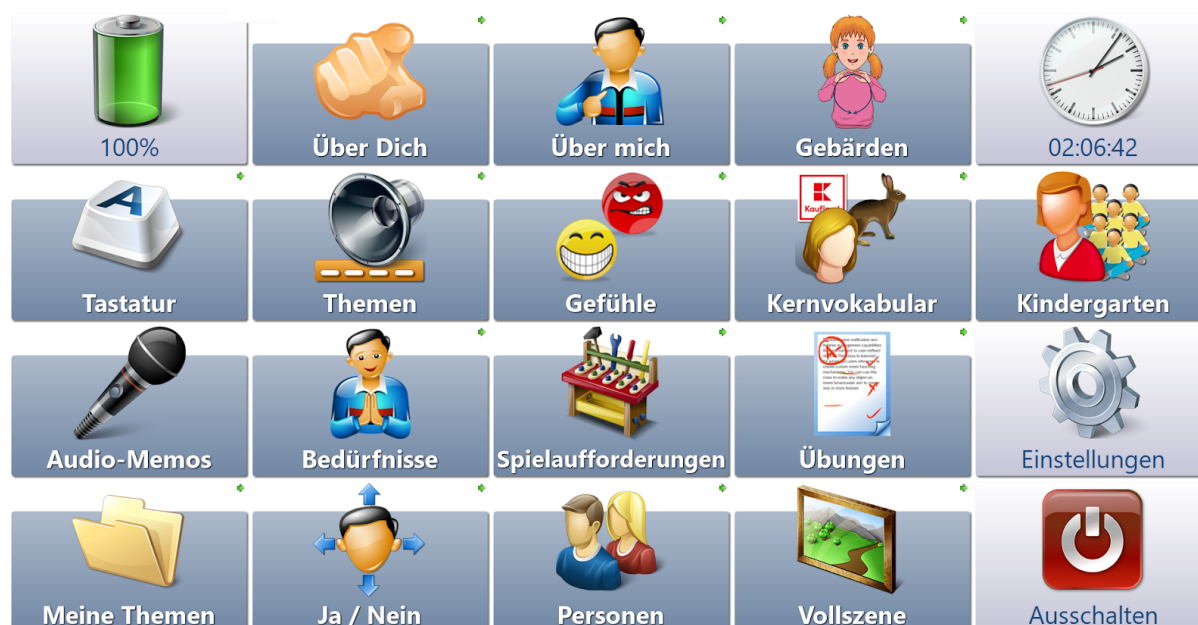 100%
Über Dich
Über mich
Gebärden
02:06:42
A
Tastatur
Themen
Gefühle
Kaufland
Kernvokabular
Kindergarten
Audio-Memos
Bedürfnisse
Spielaufforderungen
Übungen
Einstellungen
Meine Themen
Ja / Nein
Personen
Vollszene
Ausschalten